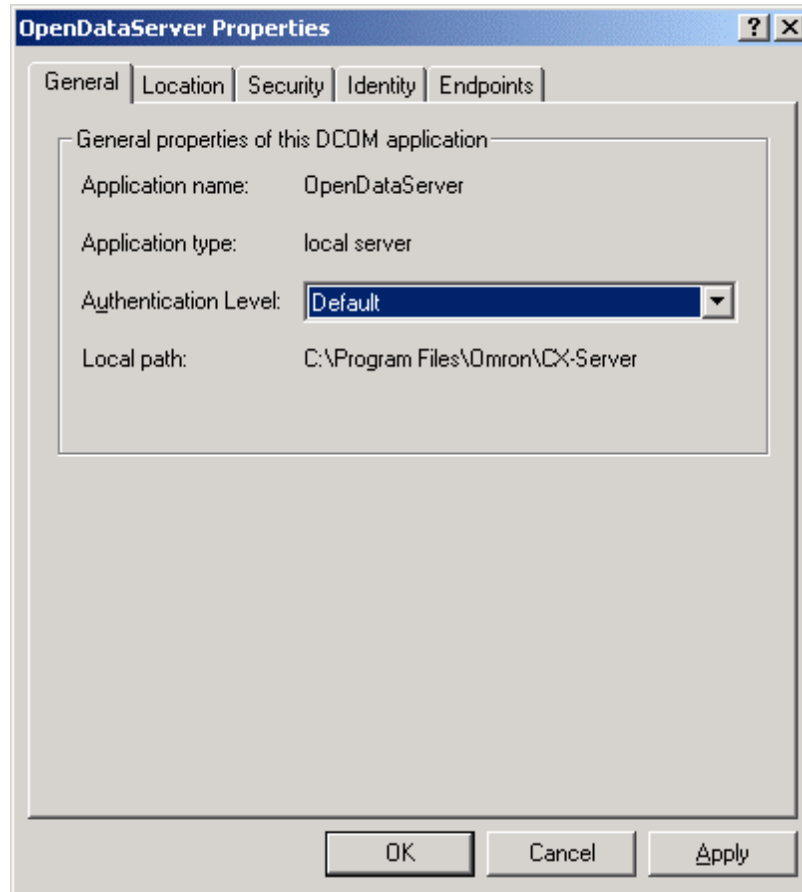 OpenDataServer Properties
General Location Security Identity Endpoints
General properties of this DCOM application
Application name: OpenDataServer
Application type: local server
Authentication Level: Default
Local path: C:\Program Files\Omron\CX-Server
OK Cancel Apply